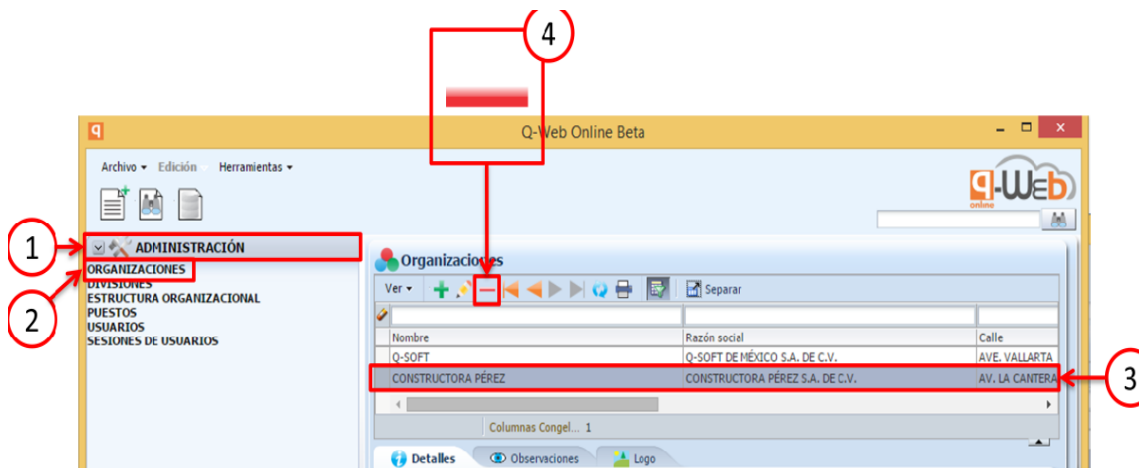 4
Q-Web Online Beta
Archivo Edición Herramientas
q-Web
online
1
ADMINISTRACIÓN
ORGANIZACIONES
DIVISIONES
ESTRUCTURA ORGANIZACIONAL
PUESTOS
USUARIOS
SESIONES DE USUARIOS
2
Organizaciones
Ver Separar
Nombre Razón social Calle
Q-SOFT Q-SOFT DE MÉXICO S.A. DE C.V. AVE. VALLARTA
CONSTRUCTORA PÉREZ CONSTRUCTORA PÉREZ S.A. DE C.V. AV. LA CANTERA
3
Columnas Congel... 1
Detalles Observaciones Logo